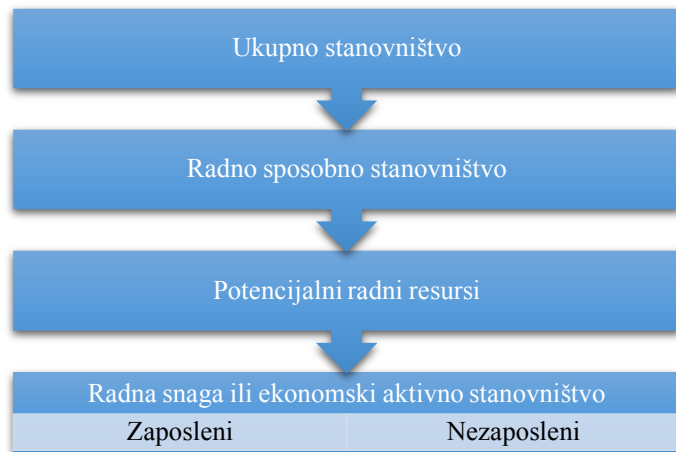 Ukupno stanovništvo
Radno sposobno stanovništvo
Potencijalni radni resursi
Radna snaga ili ekonomski aktivno stanovništvo
Zaposleni
Nezaposleni